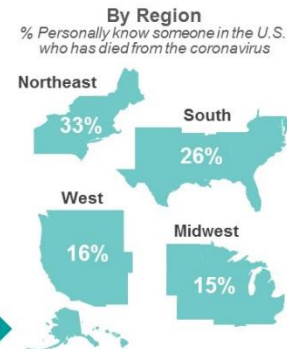 By Region
% Personally know someone in the U.S.
who has died from the coronavirus
Northeast
33%
South
26%
West
16%
Midwest
15%